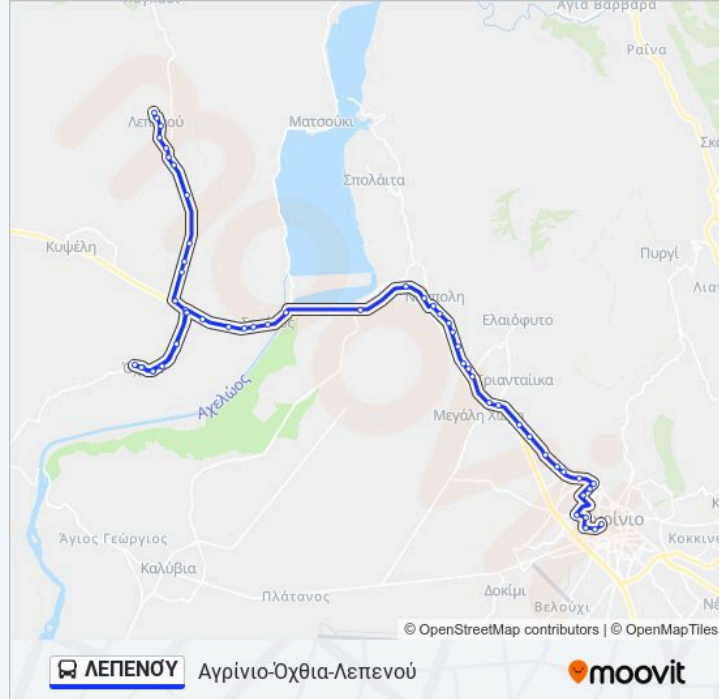 Αγία Βαρβάρα
Ραΐνα
Λεπενού
Ματσούκι
Σπολάιτα
Κυψέλη
Πυργί
Ελαιόφυτο
Τριανταίικα
Αχελώος
Μεγάλη Χώρα
Αγρίνιο
Άγιος Γεώργιος
Καλύβια
Πλάτανος
Δοκίμι
Βελούχι
© OpenStreetMap contributors | © OpenMapTiles
ΛΕΠΕΝΟΎ Αγρίνιο-Όχθια-Λεπενού
moovit